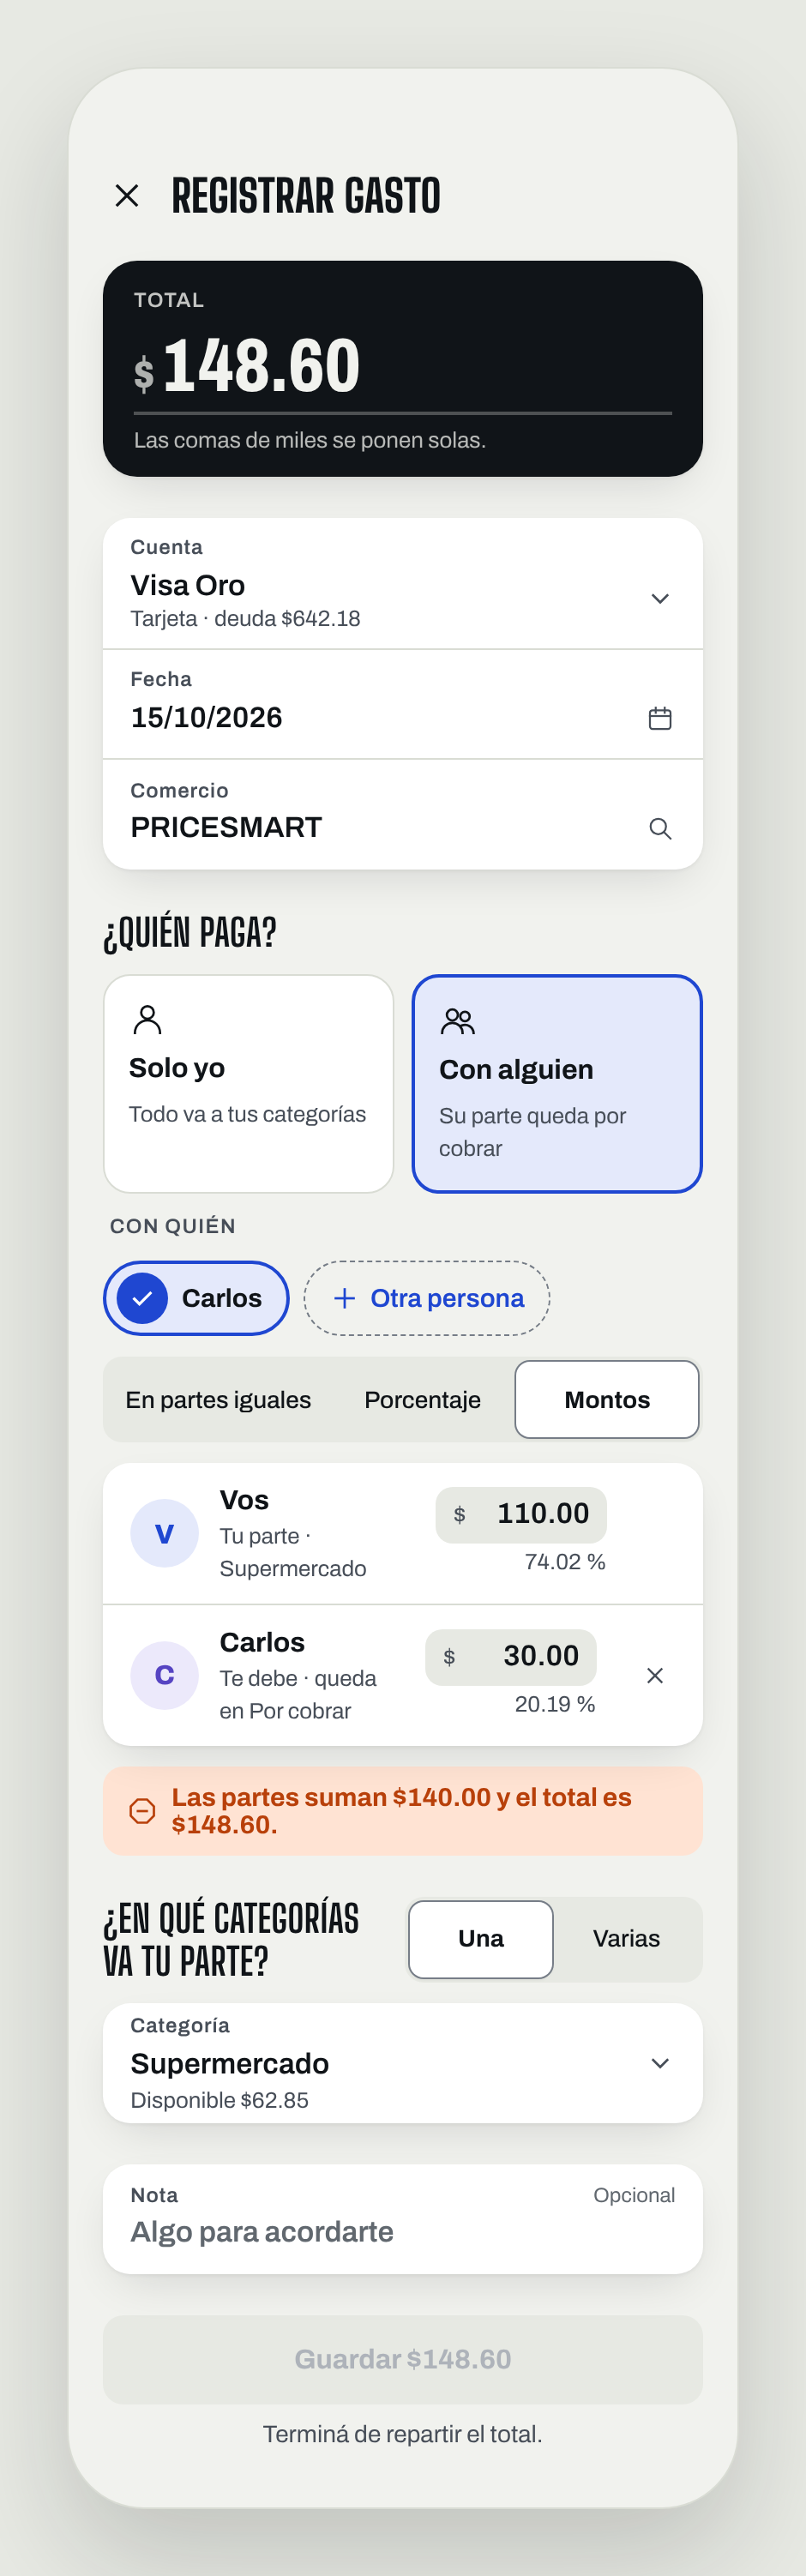 REGISTRAR GASTO
TOTAL
$ 148.60
Las comas de miles se ponen solas.
Cuenta
Visa Oro
Tarjeta · deuda $642.18
Fecha
15/10/2026
Comercio
PRICESMART
¿QUIÉN PAGA?
Solo yo
Todo va a tus categorías
Con alguien
Su parte queda por
cobrar
CON QUIÉN
Carlos
Otra persona
En partes iguales
Porcentaje
Montos
V
Vos
Tu parte ·
Supermercado
$ 110.00
74.02 %
C
Carlos
Te debe · queda
en Por cobrar
$ 30.00
20.19 %
Las partes suman $140.00 y el total es
$148.60.
¿EN QUÉ CATEGORÍAS
VA TU PARTE?
Una
Varias
Categoría
Supermercado
Disponible $62.85
Nota
Opcional
Algo para acordarte
Guardar $148.60
Terminá de repartir el total.